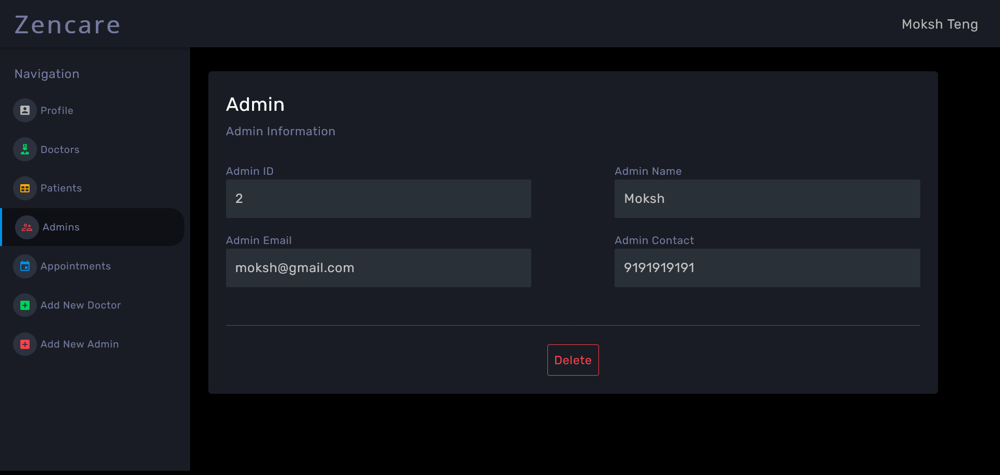 Zencare
Moksh Teng
Navigation
Profile
Doctors
Patients
Admins
Appointments
Add New Doctor
Add New Admin
Admin
Admin Information
Admin ID
2
Admin Name
Moksh
Admin Email
moksh@gmail.com
Admin Contact
9191919191
Delete